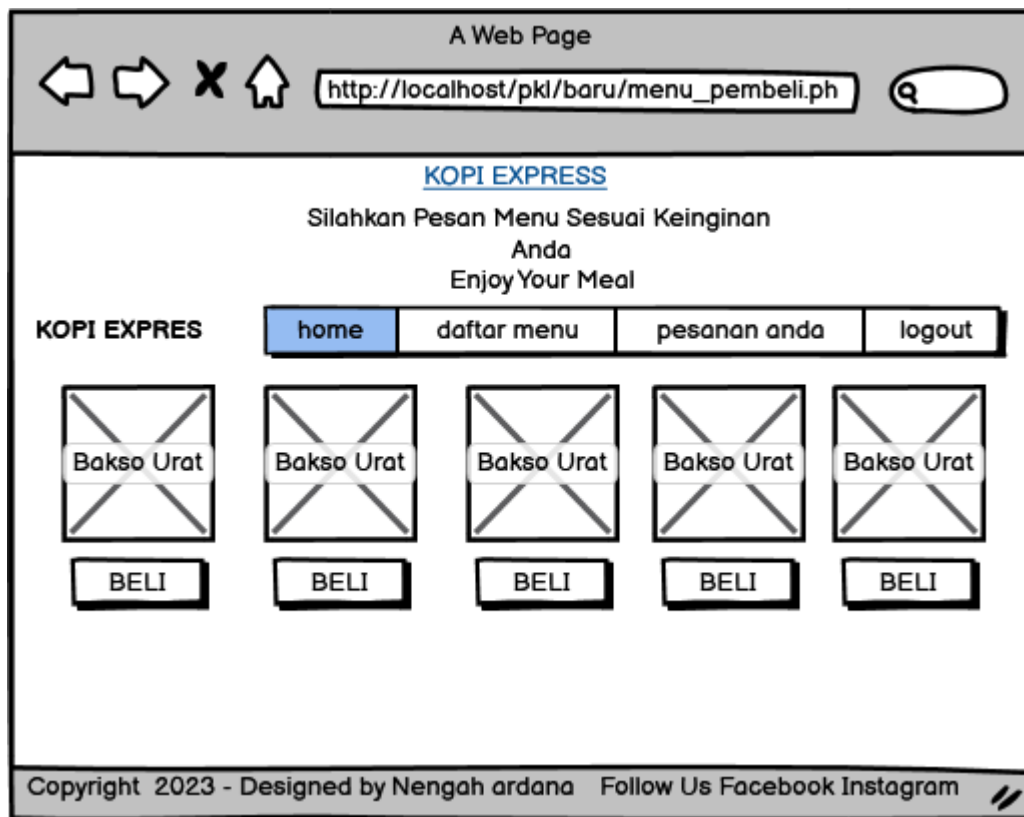 A Web Page
http://localhost/pkl/baru/menu_pembeli.ph
KOPI EXPRESS
Silahkan Pesan Menu Sesuai Keinginan
Anda
Enjoy Your Meal
KOPI EXPRES home daftar menu pesanan anda logout
Bakso Urat Bakso Urat Bakso Urat Bakso Urat Bakso Urat
BELI BELI BELI BELI BELI
Copyright 2023 - Designed by Nengah ardana Follow Us Facebook Instagram